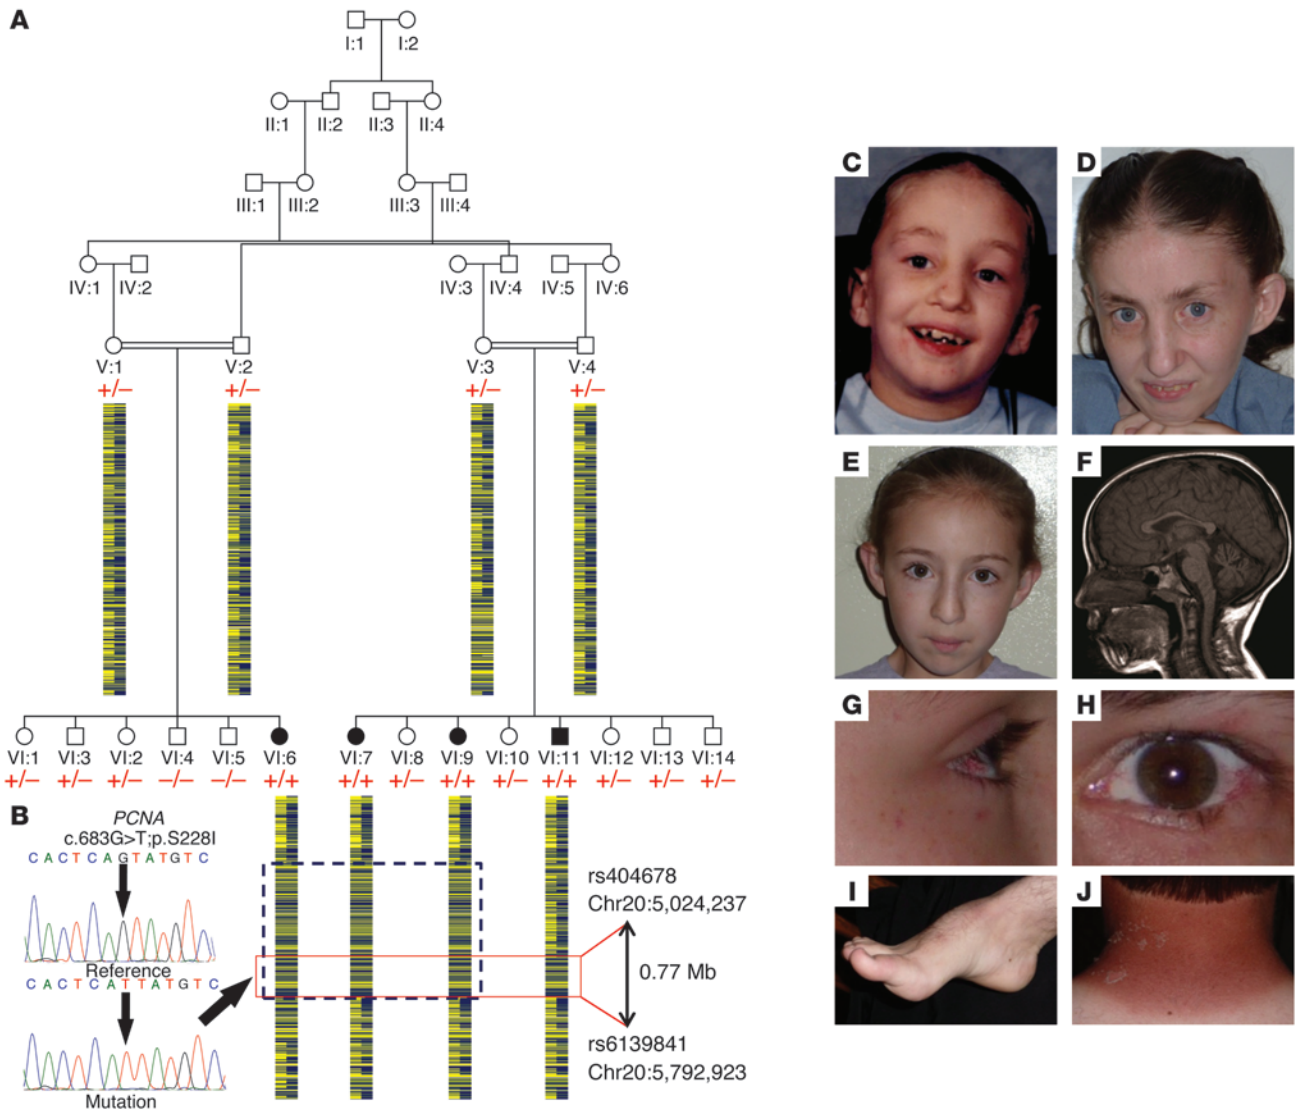 A
I:1 I:2
II:1 II:2 II:3 II:4
III:1 III:2 III:3 III:4
IV:1 IV:2 IV:3 IV:4 IV:5 IV:6
V:1 V:2 V:3 V:4
+/– +/– +/– +/–
VI:1 VI:3 VI:2 VI:4 VI:5 VI:6 VI:7 VI:8 VI:9 VI:10 VI:11 VI:12 VI:13 VI:14
+/– +/– +/– –/– –/– +/+ +/+ +/– +/+ +/– +/+ +/– +/– +/–
B
PCNA
c.683G>T;p.S228I
CACTCAGTATGTC
Reference
CACTCATTATGTC
Mutation
rs404678
Chr20:5,024,237
0.77 Mb
rs6139841
Chr20:5,792,923
C
D
E
F
G
H
I
J